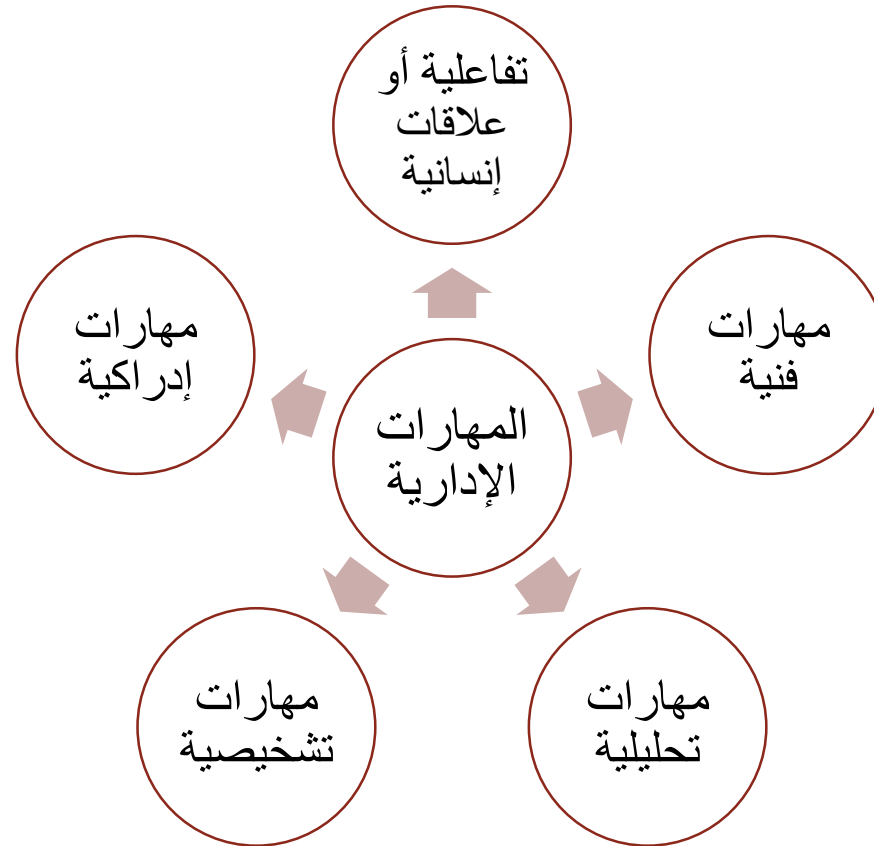 تفاعلية أو
علاقات
إنسانية
مهارات
فنية
مهارات
إدراكية
المهارات
الإدارية
مهارات
تحليلية
مهارات
تشخيصية